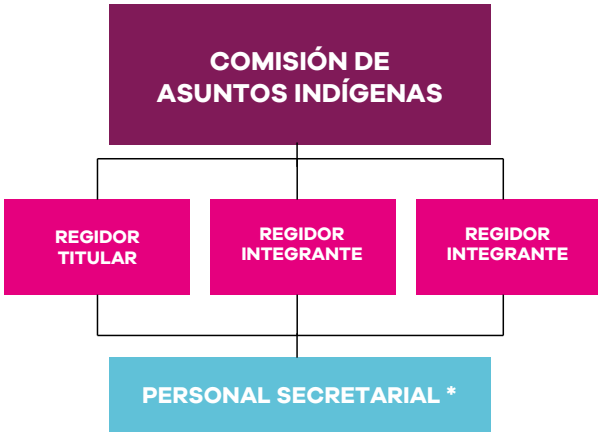 COMISIÓN DE
ASUNTOS INDÍGENAS
REGIDOR
TITULAR
REGIDOR
INTEGRANTE
REGIDOR
INTEGRANTE
PERSONAL SECRETARIAL *